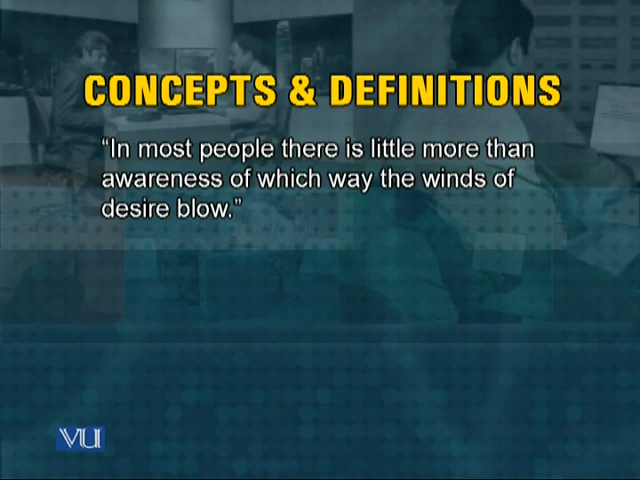 CONCEPTS & DEFINITIONS
“In most people there is little more than
awareness of which way the winds of
desire blow.”
VU